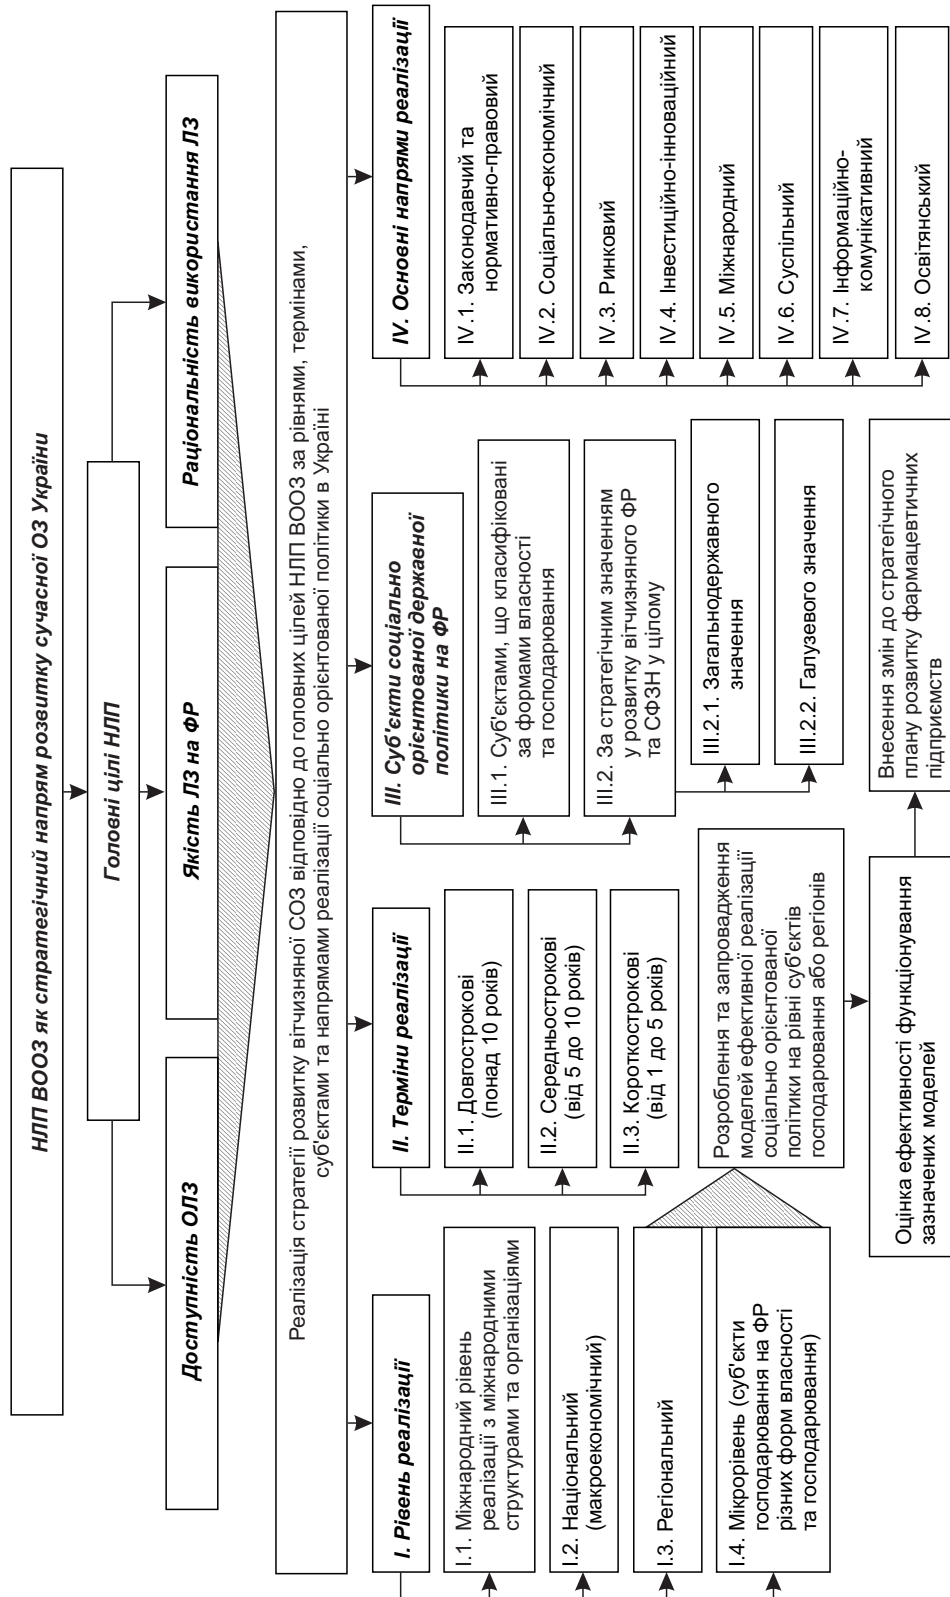 НЛП ВООЗ як стратегічний напрям розвитку сучасної ОЗ України
Головні цілі НЛП
Доступність ОЛЗ
Якість ЛЗ на ФР
Раціональність використання ЛЗ
Реалізація стратегії розвитку вітчизняної СОЗ відповідно до головних цілей НЛП ВООЗ за рівнями, термінами,
суб'єктами та напрямами реалізації соціально орієнтованої політики в Україні
I. Рівень реалізації
I.1. Міжнародний рівень
реалізації з міжнародними
структурами та організаціями
I.2. Національний
(макроекономічний)
I.3. Регіональний
I.4. Мікрорівень (суб'єкти
господарювання на ФР
різних форм власності
та господарювання)
II. Терміни реалізації
II.1. Довгострокові
(понад 10 років)
II.2. Середньострокові
(від 5 до 10 років)
II.3. Короткострокові
(від 1 до 5 років)
Розроблення та запровадження
моделей ефективної реалізації
соціально орієнтованої
політики на рівні суб'єктів
господарювання або регіонів
Оцінка ефективності функціонування
зазначених моделей
III. Суб'єкти соціально
орієнтованої державної
політики на ФР
III.1. Суб'єктами, що класифіковані
за формами власності
та господарювання
III.2. За стратегічним значенням
у розвитку вітчизняного ФР
та СФЗН у цілому
III.2.1. Загальнодержавного
значення
III.2.2. Галузевого значення
Внесення змін до стратегічного
плану розвитку фармацевтичних
підприємств
IV. Основні напрями реалізації
IV.1. Законодавчий та
нормативно-правовий
IV.2. Соціально-економічний
IV.3. Ринковий
IV.4. Інвестиційно-інноваційний
IV.5. Міжнародний
IV.6. Суспільний
IV.7. Інформаційно-
комунікативний
IV.8. Освітянський